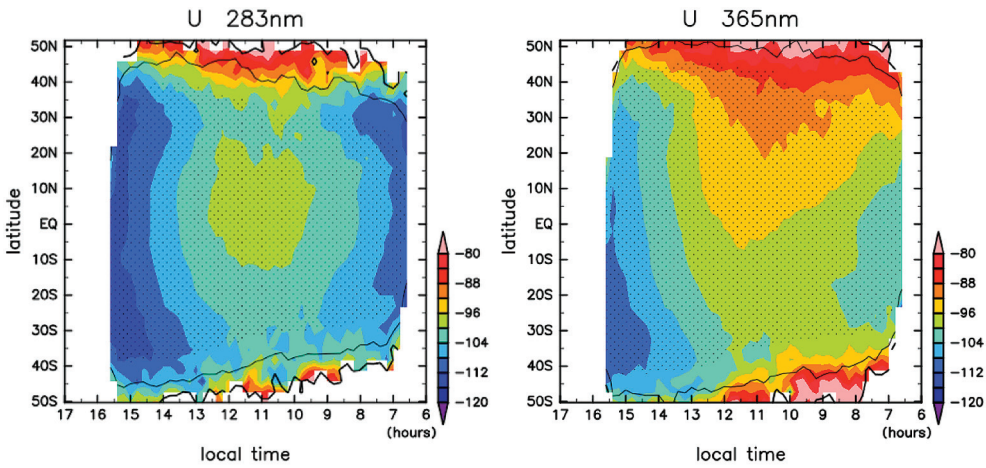 U 283nm
50N
40N
30N
20N
10N
EQ
10S
20S
30S
40S
50S
latitude
17 16 15 14 13 12 11 10 9 8 7 6
(hours)
local time
-80
-88
-96
-104
-112
-120
U 365nm
50N
40N
30N
20N
10N
EQ
10S
20S
30S
40S
50S
latitude
17 16 15 14 13 12 11 10 9 8 7 6
(hours)
local time
-80
-88
-96
-104
-112
-120